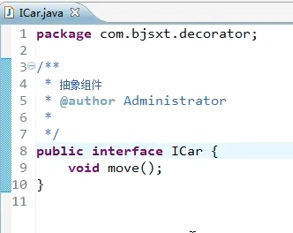 ICar.java
1 package com.bjsxt.decorator;
2
3 /**
4  * 抽象组件
5  * @author Administrator
6  *
7  */
8 public interface ICar {
9     void move();
10 }
11